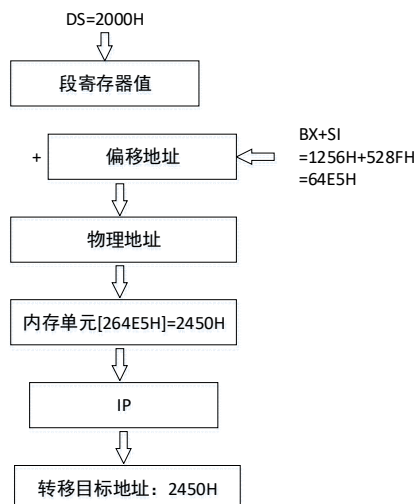 DS=2000H
段寄存器值
+ 偏移地址
BX+SI
=1256H+528FH
=64E5H
物理地址
内存单元[264E5H]=2450H
IP
转移目标地址：2450H